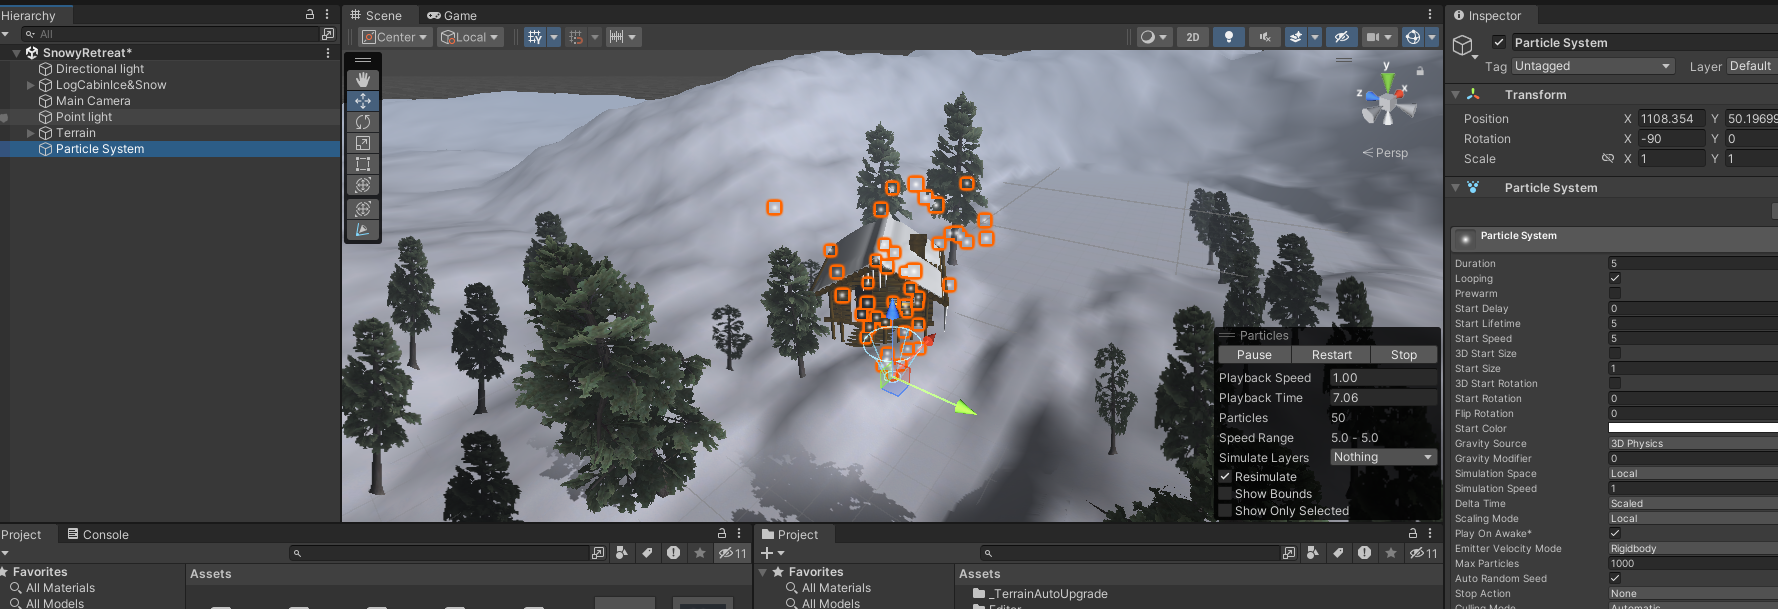 Hierarchy
All
SnowyRetreat*
Directional light
LogCabinIce&Snow
Main Camera
Point light
Terrain
Particle System
Scene
Game
Center
Local
2D
y
z
x
Persp
Particles
Pause Restart Stop
Playback Speed 1.00
Playback Time 7.06
Particles 50
Speed Range 5.0 - 5.0
Simulate Layers Nothing
Resimulate
Show Bounds
Show Only Selected
Inspector
Particle System
Tag Untagged Layer Default
Transform
Position X 1108.354 Y 50.19699
Rotation X -90 Y 0
Scale X 1 Y 1
Particle System
Particle System
Duration 5
Looping
Prewarm
Start Delay 0
Start Lifetime 5
Start Speed 5
3D Start Size
Start Size 1
3D Start Rotation
Start Rotation 0
Flip Rotation 0
Start Color
Gravity Source 3D Physics
Gravity Modifier 0
Simulation Space Local
Simulation Speed 1
Delta Time Scaled
Scaling Mode Local
Play On Awake*
Emitter Velocity Mode Rigidbody
Max Particles 1000
Auto Random Seed
Stop Action None
Culling Mode Automatic
Project Console
11
Favorites
All Materials
All Models
Assets
Project
11
Favorites
All Materials
All Models
Assets
_TerrainAutoUpgrade
Editor